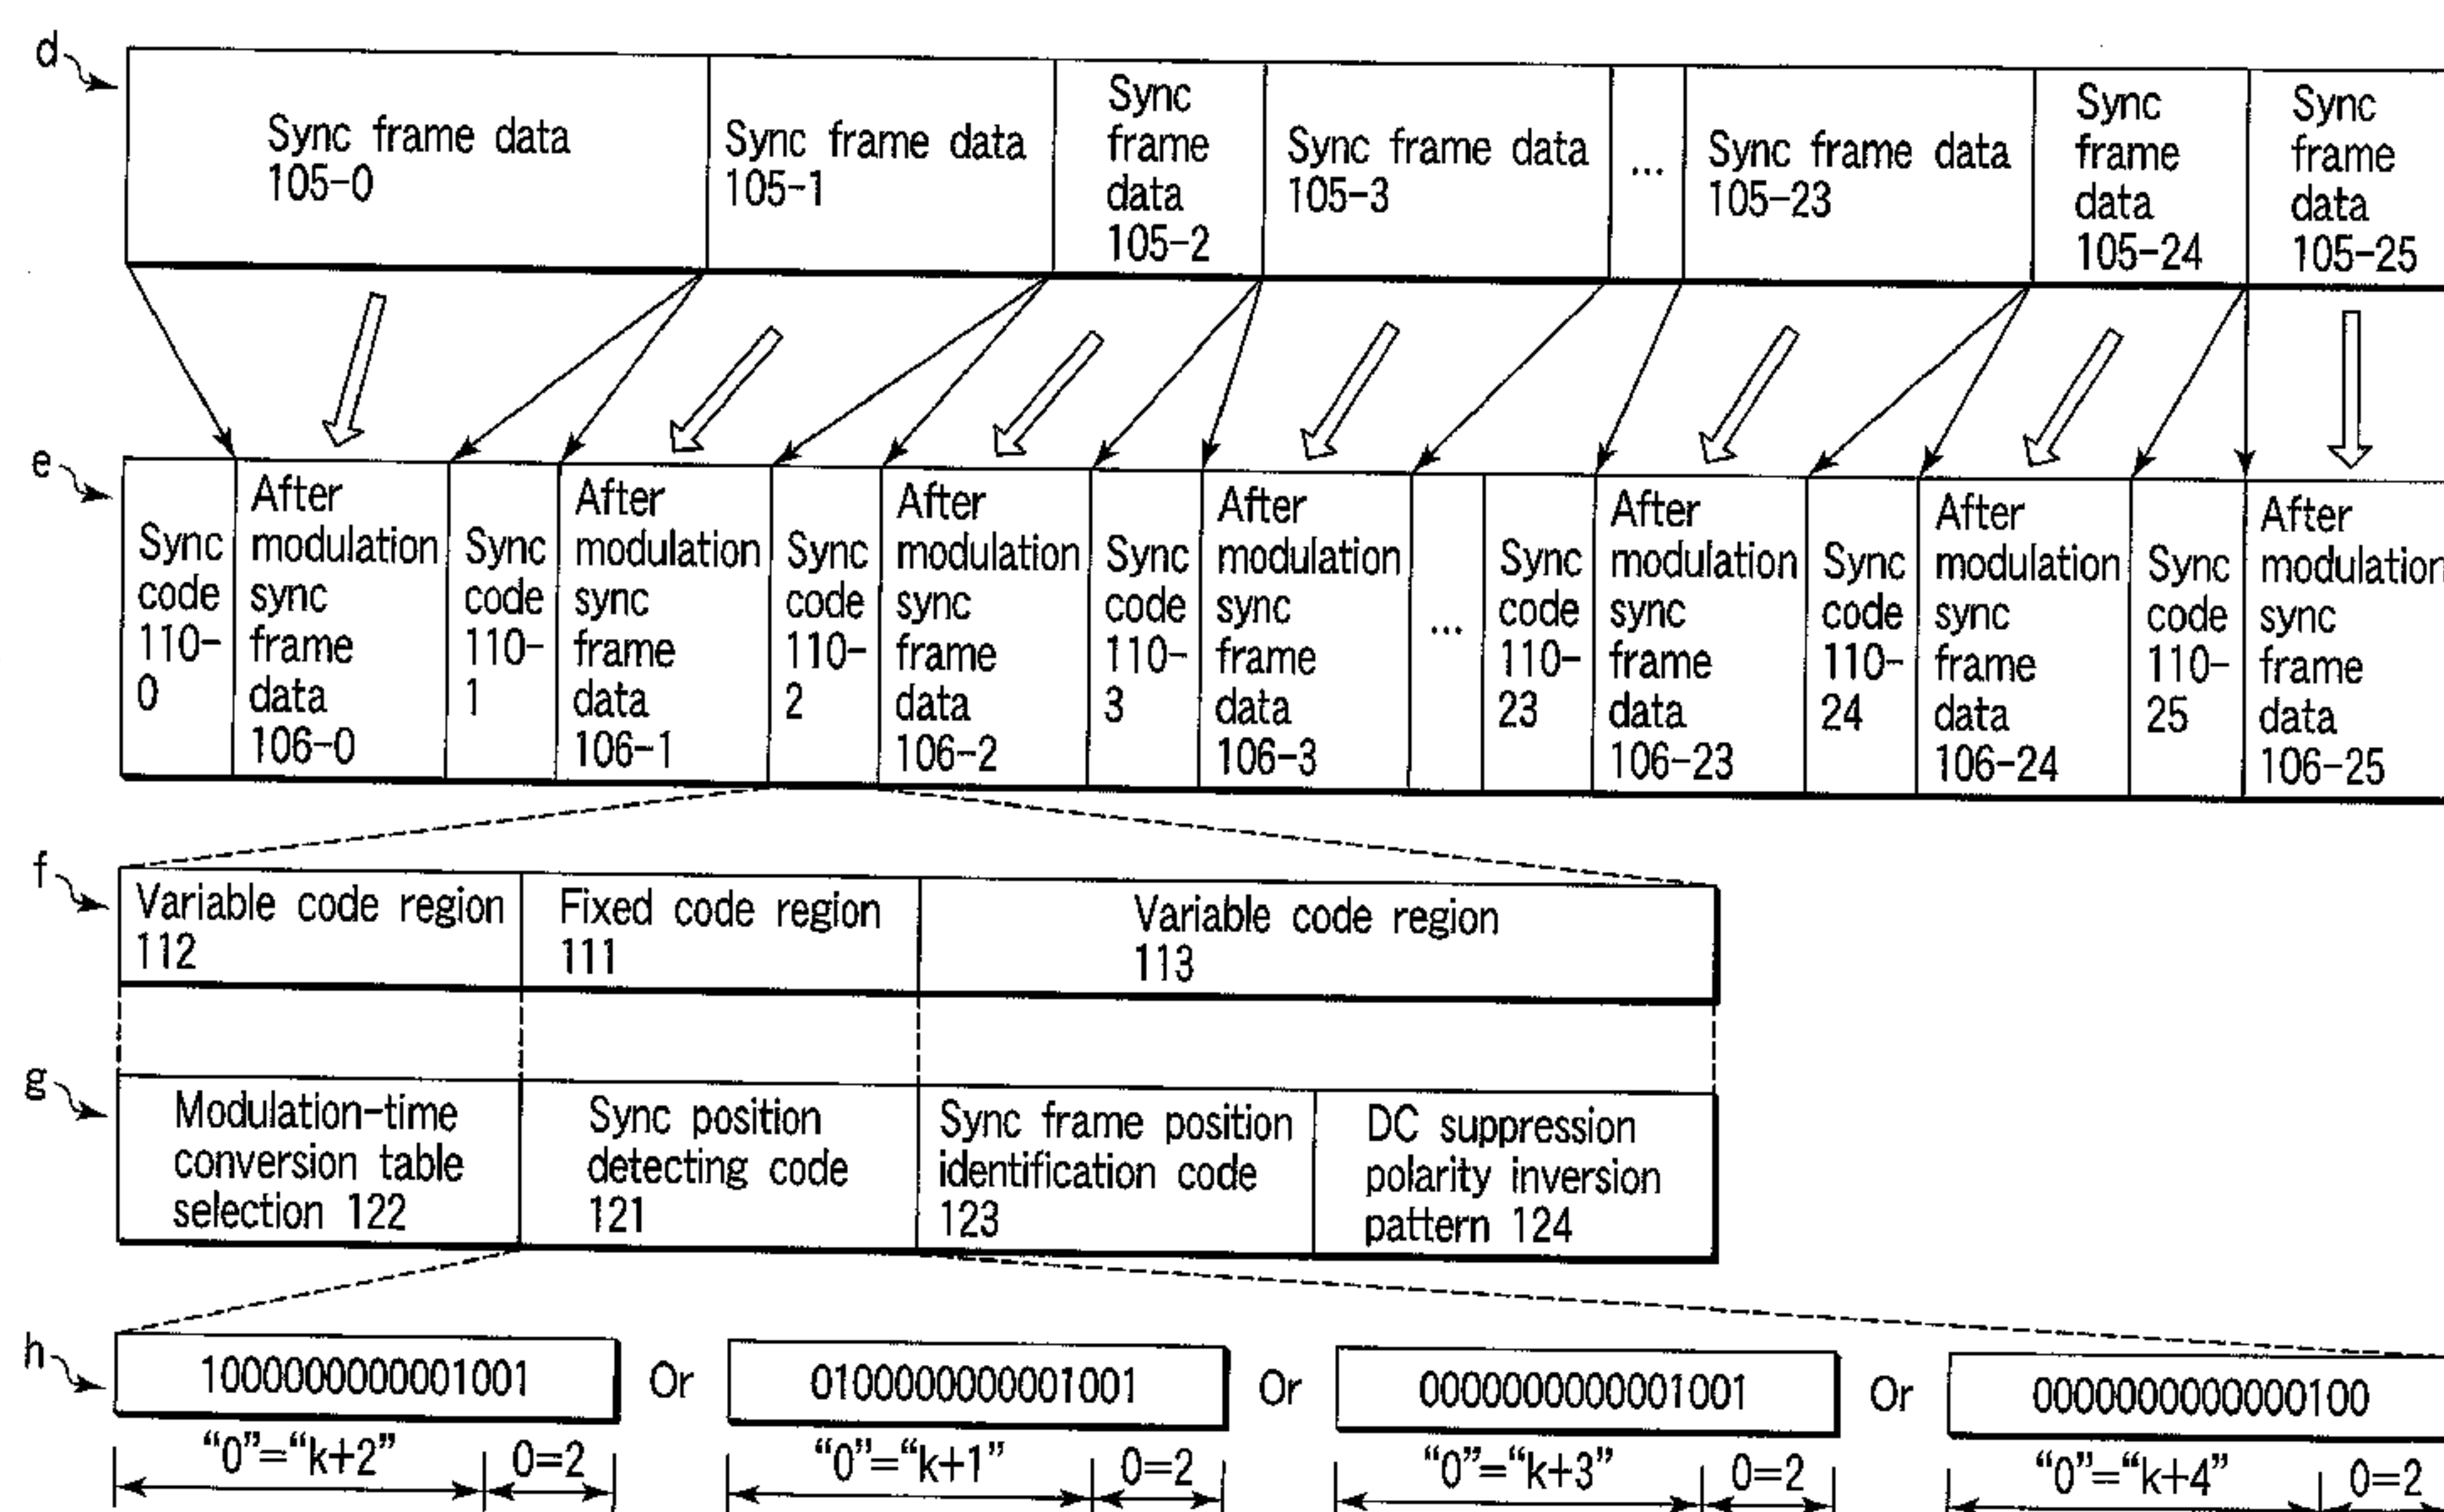 d
Sync frame data
105-0
Sync frame data
105-1
Sync
frame
data
105-2
Sync frame data
105-3
...
Sync frame data
105-23
Sync
frame
data
105-24
Sync
frame
data
105-25
e
Sync
code
110-
0
After
modulation
sync
frame
data
106-0
Sync
code
110-
1
After
modulation
sync
frame
data
106-1
Sync
code
110-
2
After
modulation
sync
frame
data
106-2
Sync
code
110-
3
After
modulation
sync
frame
data
106-3
...
Sync
code
110-
23
After
modulation
sync
frame
data
106-23
Sync
code
110-
24
After
modulation
sync
frame
data
106-24
Sync
code
110-
25
After
modulation
sync
frame
data
106-25
f
Variable code region
112
Fixed code region
111
Variable code region
113
g
Modulation-time
conversion table
selection 122
Sync position
detecting code
121
Sync frame position
identification code
123
DC suppression
polarity inversion
pattern 124
h
1000000000001001
Or
0100000000001001
Or
0000000000001001
Or
0000000000000100
“0”=“k+2”
0=2
“0”=“k+1”
0=2
“0”=“k+3”
0=2
“0”=“k+4”
0=2